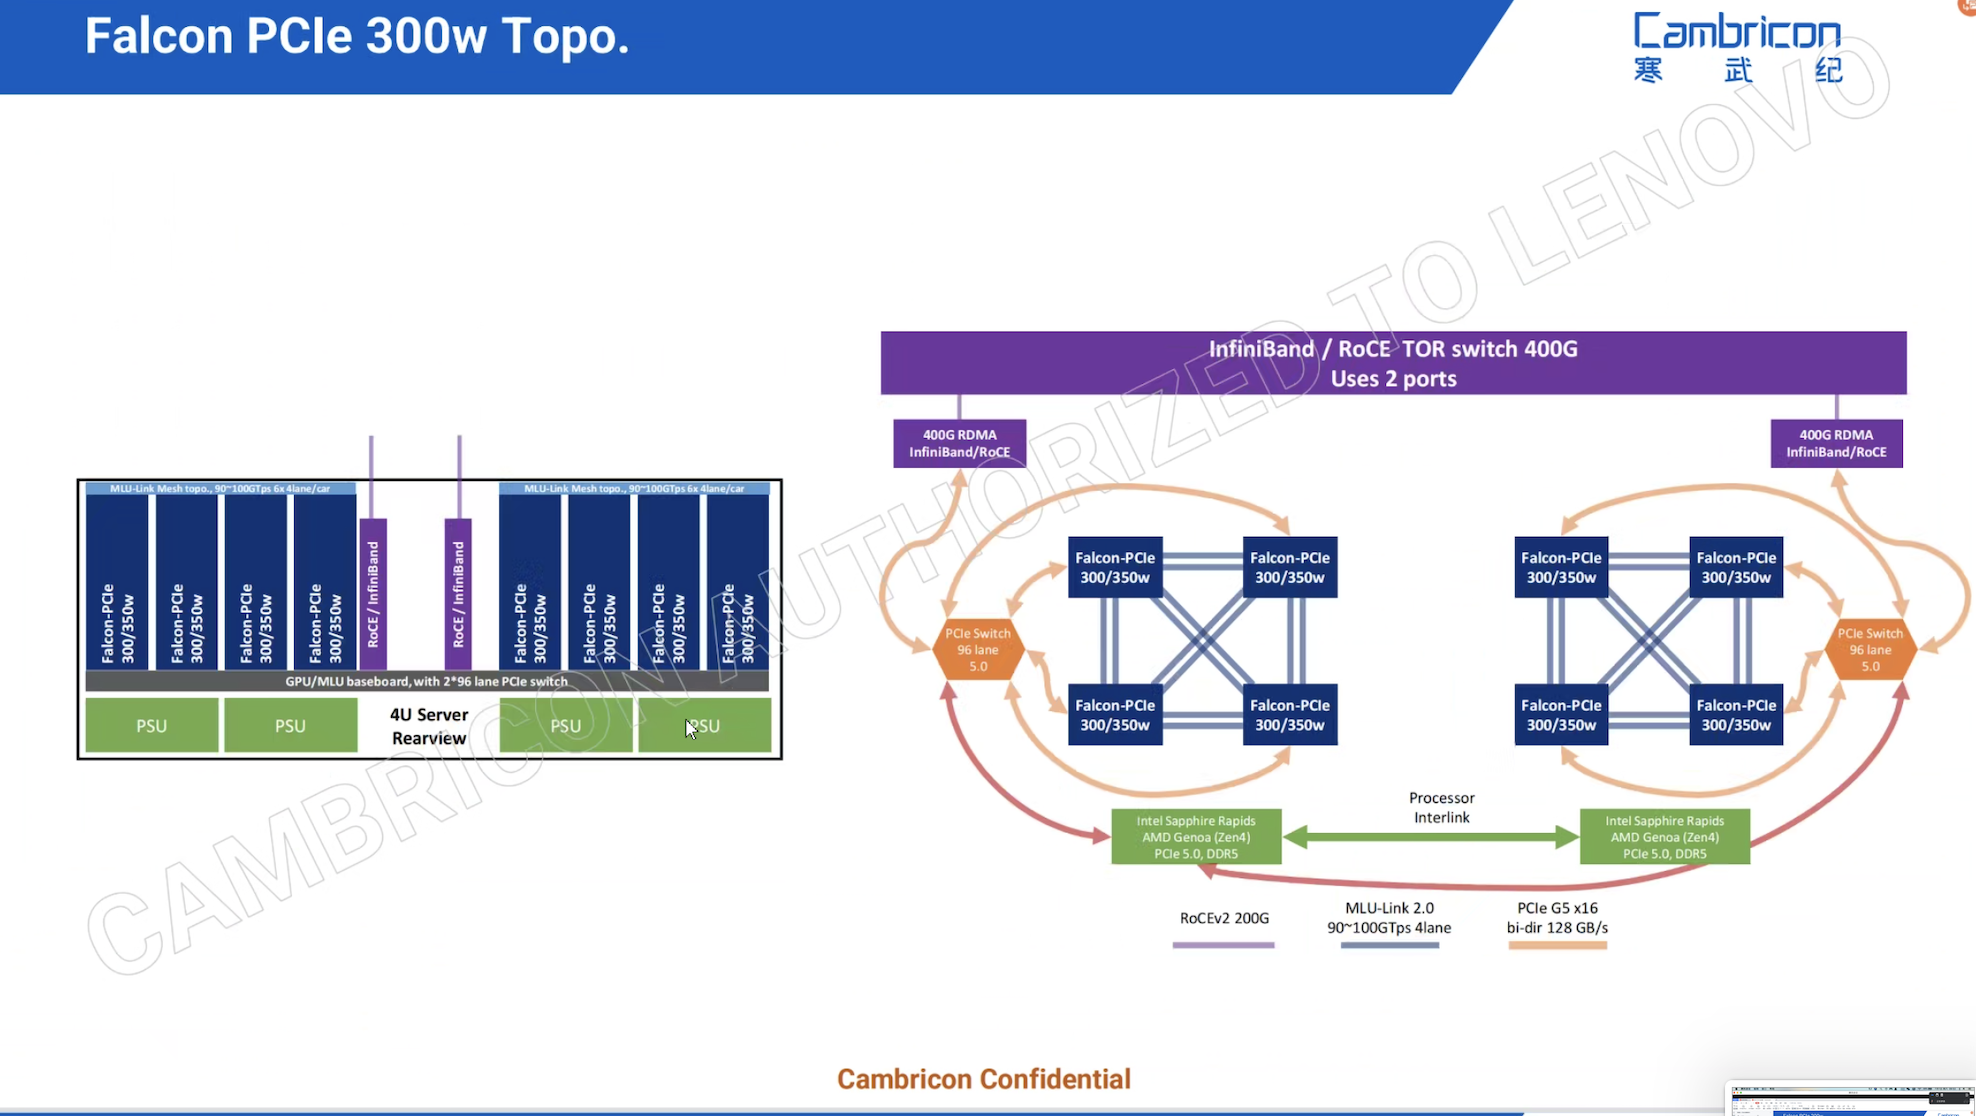 Falcon PCIe 300w Topo.
Cambricon
寒 武 纪
CAMBRICON AUTHORIZED TO LENOVO
MLU-Link Mesh topo., 90~100GTps 6x 4lane/car
MLU-Link Mesh topo., 90~100GTps 6x 4lane/car
Falcon-PCIe
300/350w
Falcon-PCIe
300/350w
Falcon-PCIe
300/350w
Falcon-PCIe
300/350w
RoCE / InfiniBand
RoCE / InfiniBand
Falcon-PCIe
300/350w
Falcon-PCIe
300/350w
Falcon-PCIe
300/350w
Falcon-PCIe
300/350w
GPU/MLU baseboard, with 2*96 lane PCIe switch
PSU
PSU
4U Server
Rearview
PSU
PSU
InfiniBand / RoCE TOR switch 400G
Uses 2 ports
400G RDMA
InfiniBand/RoCE
400G RDMA
InfiniBand/RoCE
Falcon-PCIe
300/350w
Falcon-PCIe
300/350w
Falcon-PCIe
300/350w
Falcon-PCIe
300/350w
PCIe Switch
96 lane
5.0
PCIe Switch
96 lane
5.0
Falcon-PCIe
300/350w
Falcon-PCIe
300/350w
Falcon-PCIe
300/350w
Falcon-PCIe
300/350w
Intel Sapphire Rapids
AMD Genoa (Zen4)
PCIe 5.0, DDR5
Processor
Interlink
Intel Sapphire Rapids
AMD Genoa (Zen4)
PCIe 5.0, DDR5
RoCEv2 200G
MLU-Link 2.0
90~100GTps 4lane
PCIe G5 x16
bi-dir 128 GB/s
Cambricon Confidential